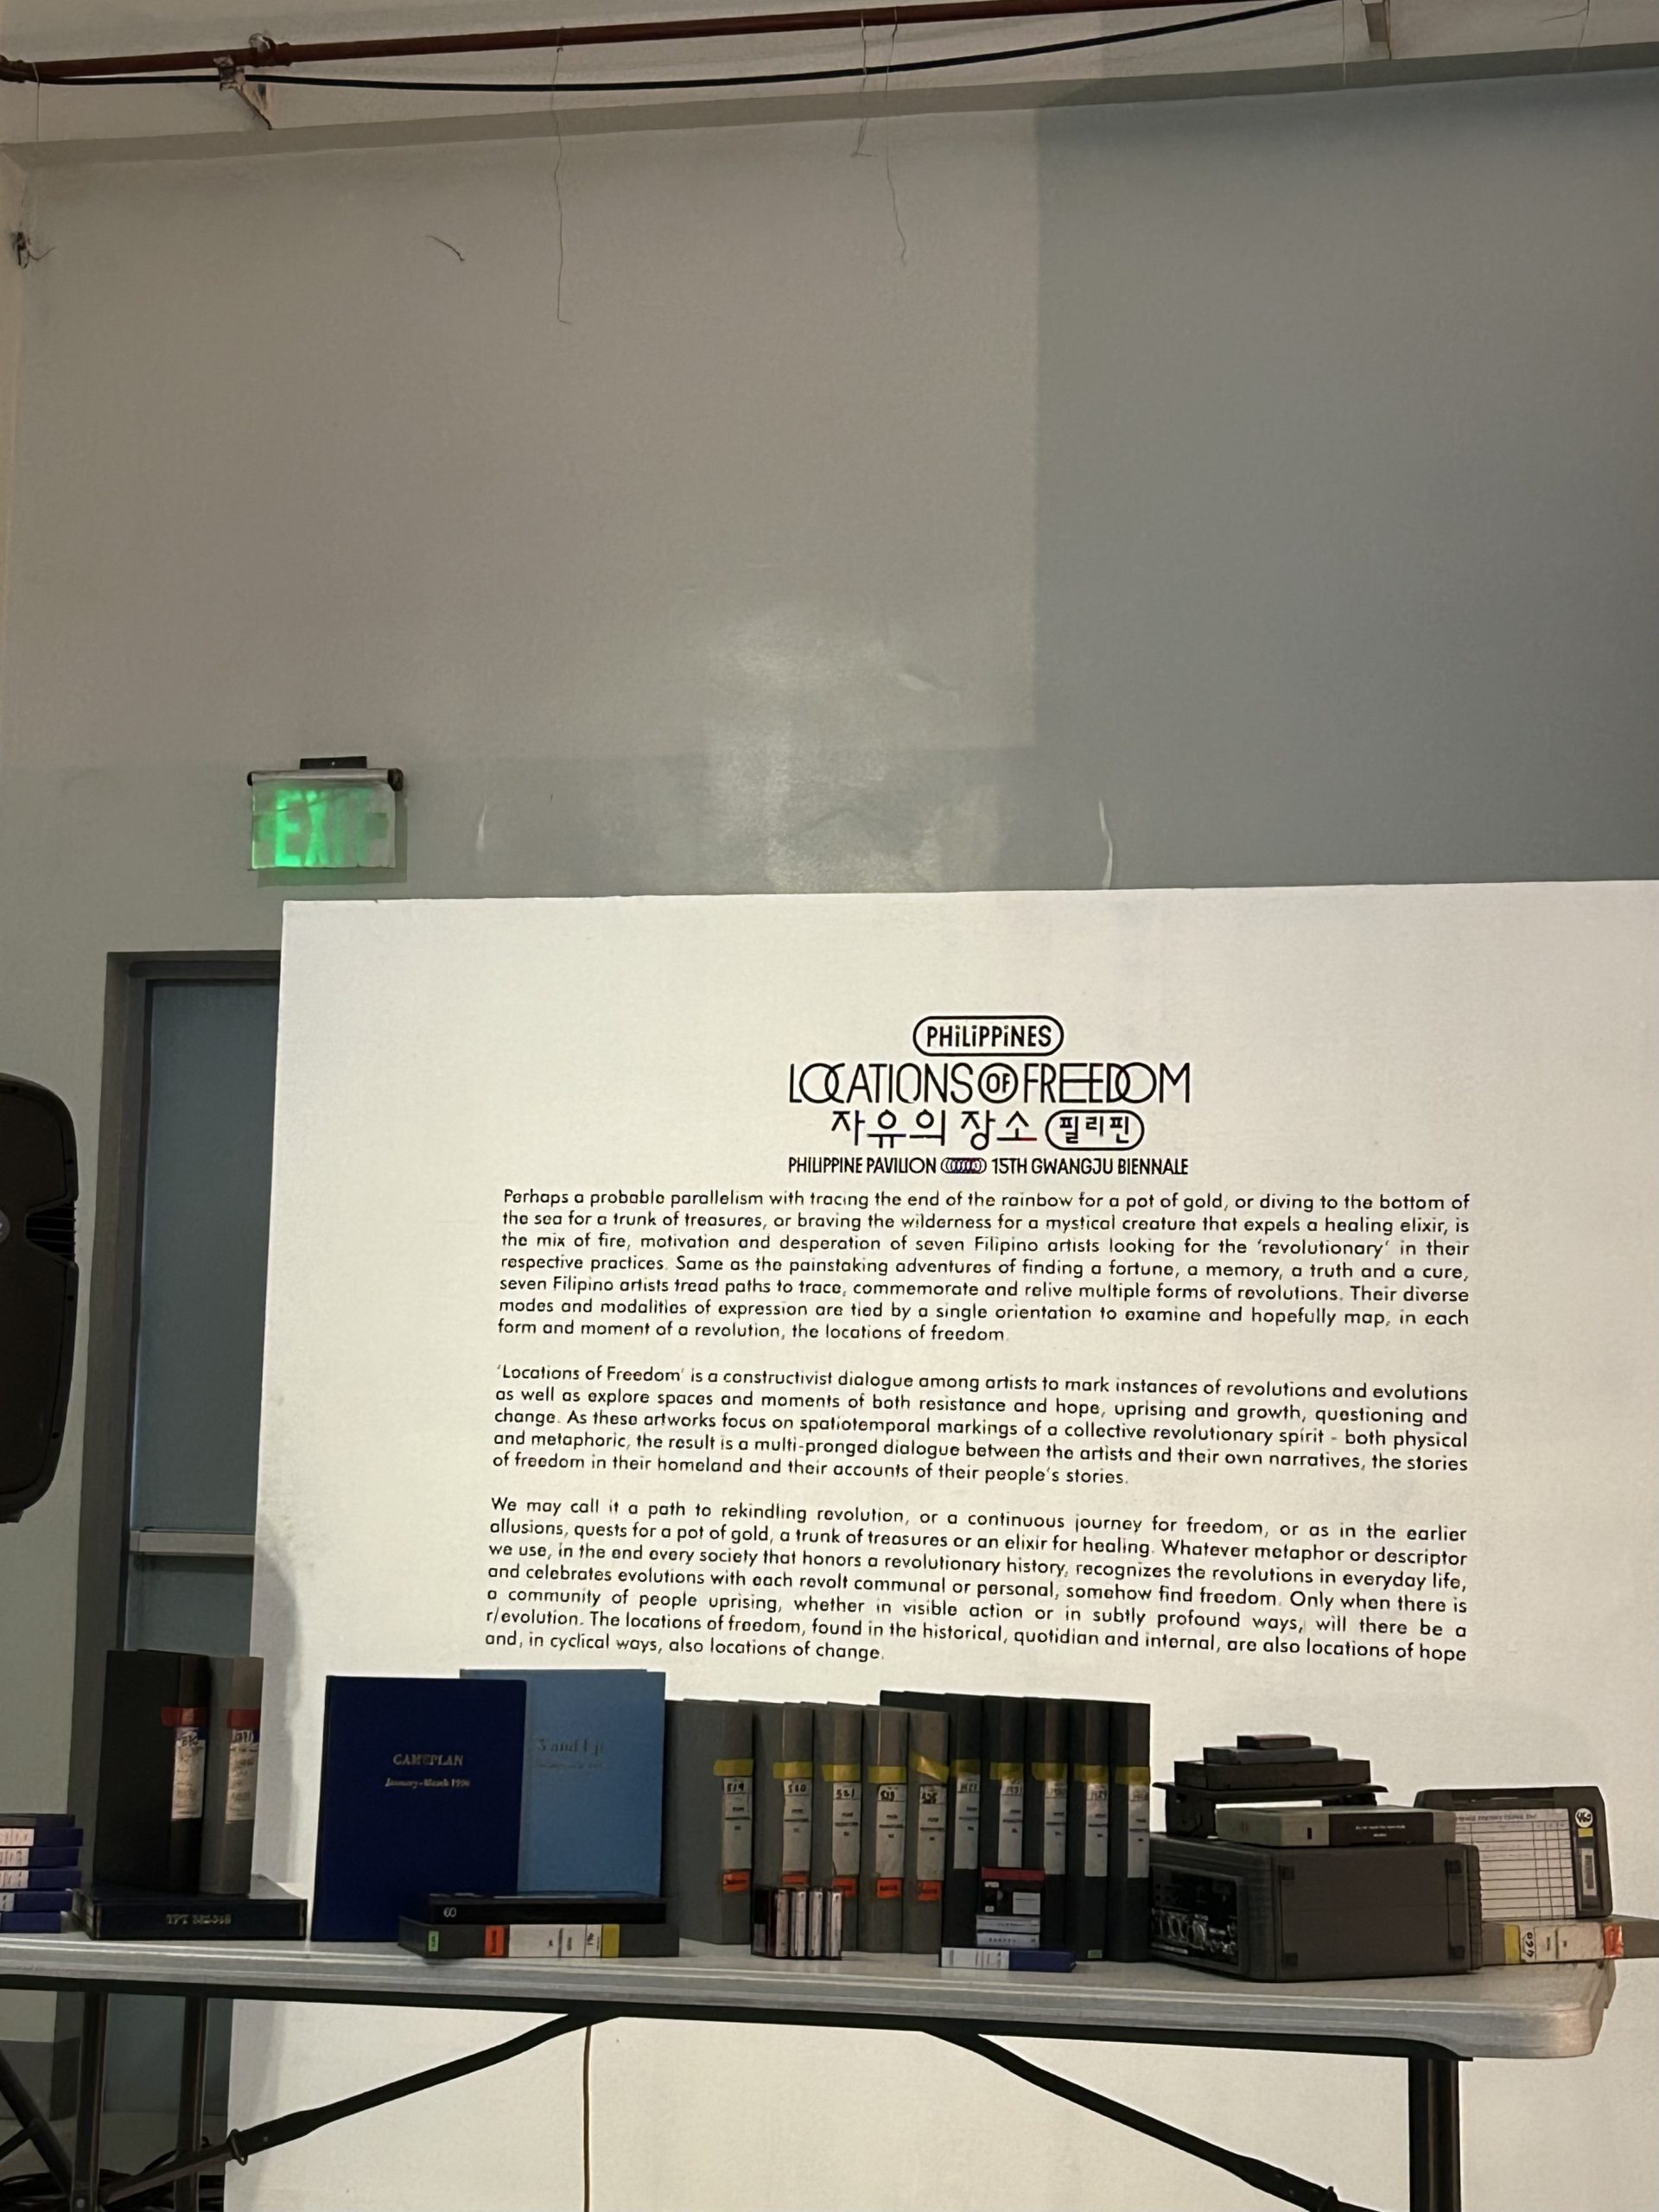 EXIT
PHiLiPPiNES
LOCATIONS OF FREEDOM
자유의 장소 필리핀
PHILIPPINE PAVILION 15TH GWANGJU BIENNALE
Perhaps a probable parallelism with tracing the end of the rainbow for a pot of gold, or diving to the bottom of
the sea for a trunk of treasures, or braving the wilderness for a mystical creature that expels a healing elixir, is
the mix of fire, motivation and desperation of seven Filipino artists looking for the 'revolutionary' in their
respective practices. Same as the painstaking adventures of finding a fortune, a memory, a truth and a cure,
seven Filipino artists tread paths to trace, commemorate and relive multiple forms of revolutions. Their diverse
modes and modalities of expression are tied by a single orientation to examine and hopefully map, in each
form and moment of a revolution, the locations of freedom.
'Locations of Freedom' is a constructivist dialogue among artists to mark instances of revolutions and evolutions
as well as explore spaces and moments of both resistance and hope, uprising and growth, questioning and
change. As these artworks focus on spatiotemporal markings of a collective revolutionary spirit - both physical
and metaphoric, the result is a multi-pronged dialogue between the artists and their own narratives, the stories
of freedom in their homeland and their accounts of their people's stories.
We may call it a path to rekindling revolution, or a continuous journey for freedom, or as in the earlier
allusions, quests for a pot of gold, a trunk of treasures or an elixir for healing. Whatever metaphor or descriptor
we use, in the end every society that honors a revolutionary history, recognizes the revolutions in everyday life,
and celebrates evolutions with each revolt communal or personal, somehow find freedom. Only when there is
a community of people uprising, whether in visible action or in subtly profound ways, will there be a
r/evolution. The locations of freedom, found in the historical, quotidian and internal, are also locations of hope
and, in cyclical ways, also locations of change.
GAMEPLAN
January-March 1996
519
520
521
60
490